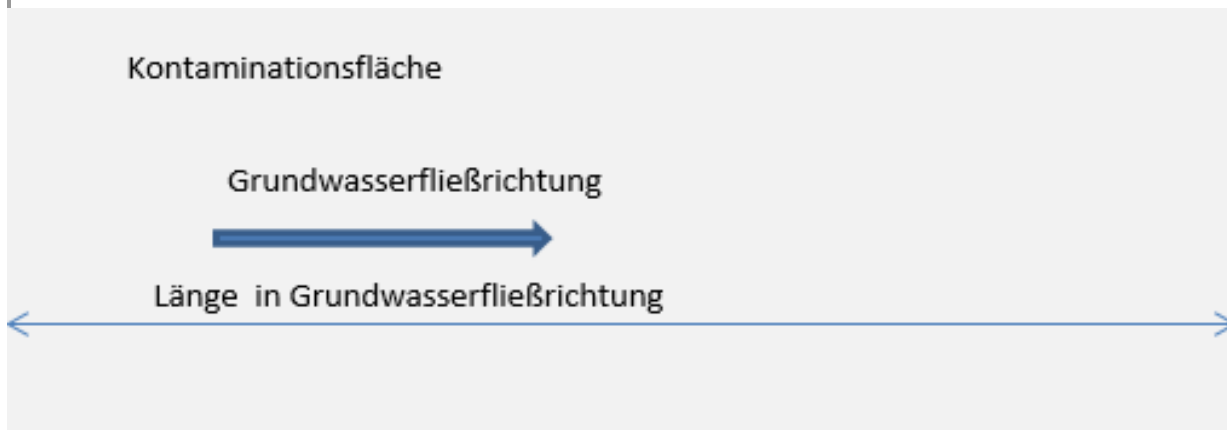 Kontaminationsfläche
Grundwasserfließrichtung
Länge  in Grundwasserfließrichtung